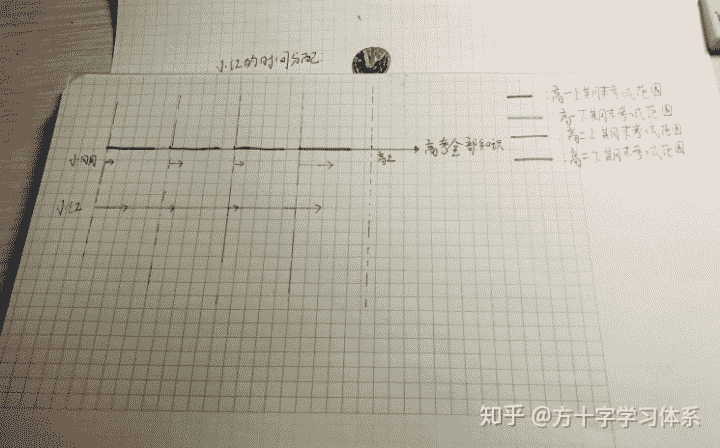 小红的时间分配
:高一上期末考试范围
:高一下期末考试范围
:高二上期末考试范围
:高二下期末考试范围
高考全部知识
小明
高三
小红
知乎 @方十字学习体系